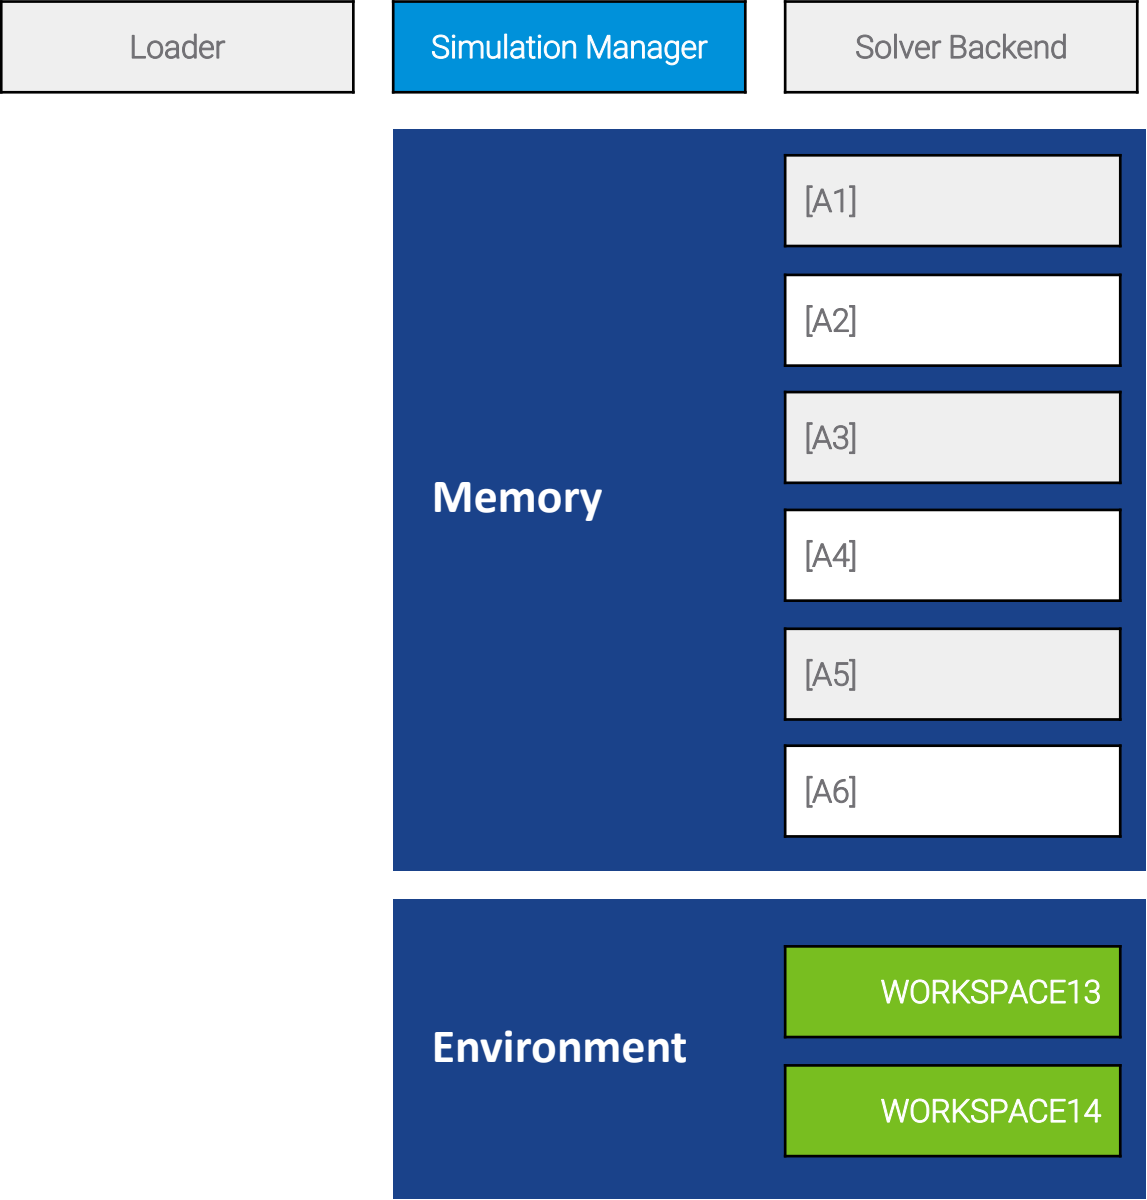 Loader
Simulation Manager
Solver Backend
[A1]
[A2]
[A3]
Memory
[A4]
[A5]
[A6]
WORKSPACE13
Environment
WORKSPACE14